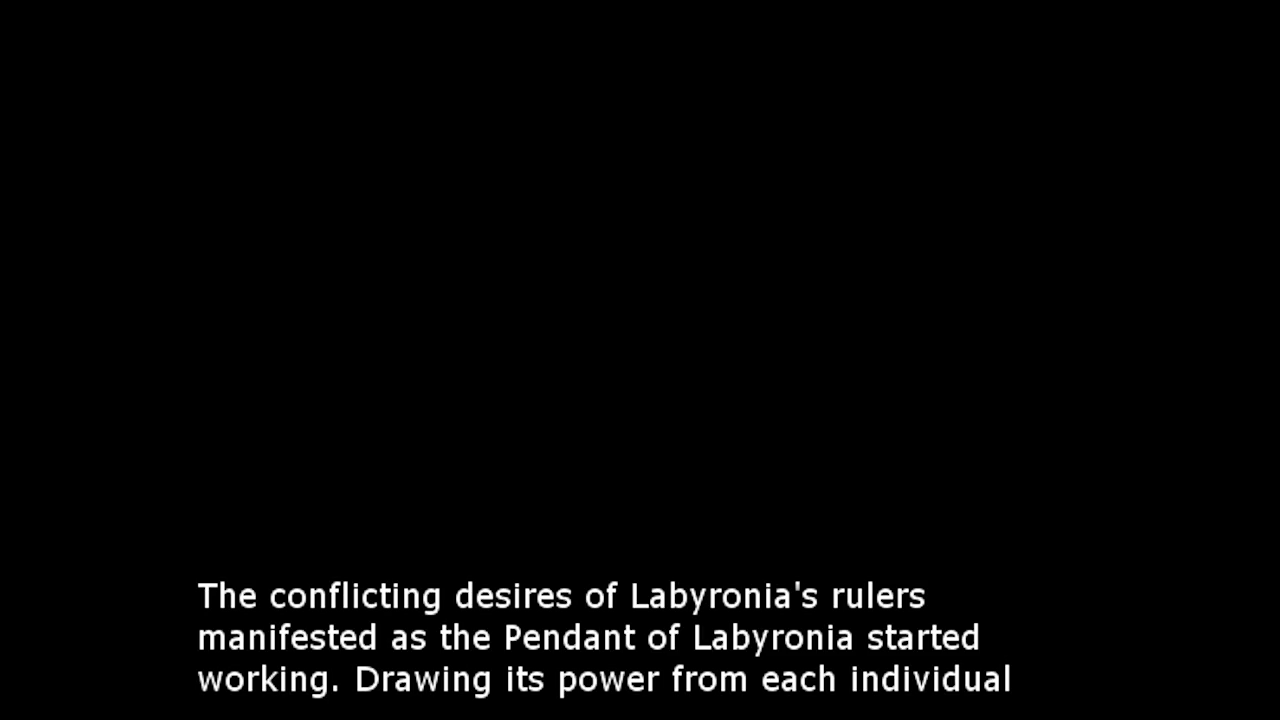 The conflicting desires of Labyronia's rulers
manifested as the Pendant of Labyronia started
working. Drawing its power from each individual